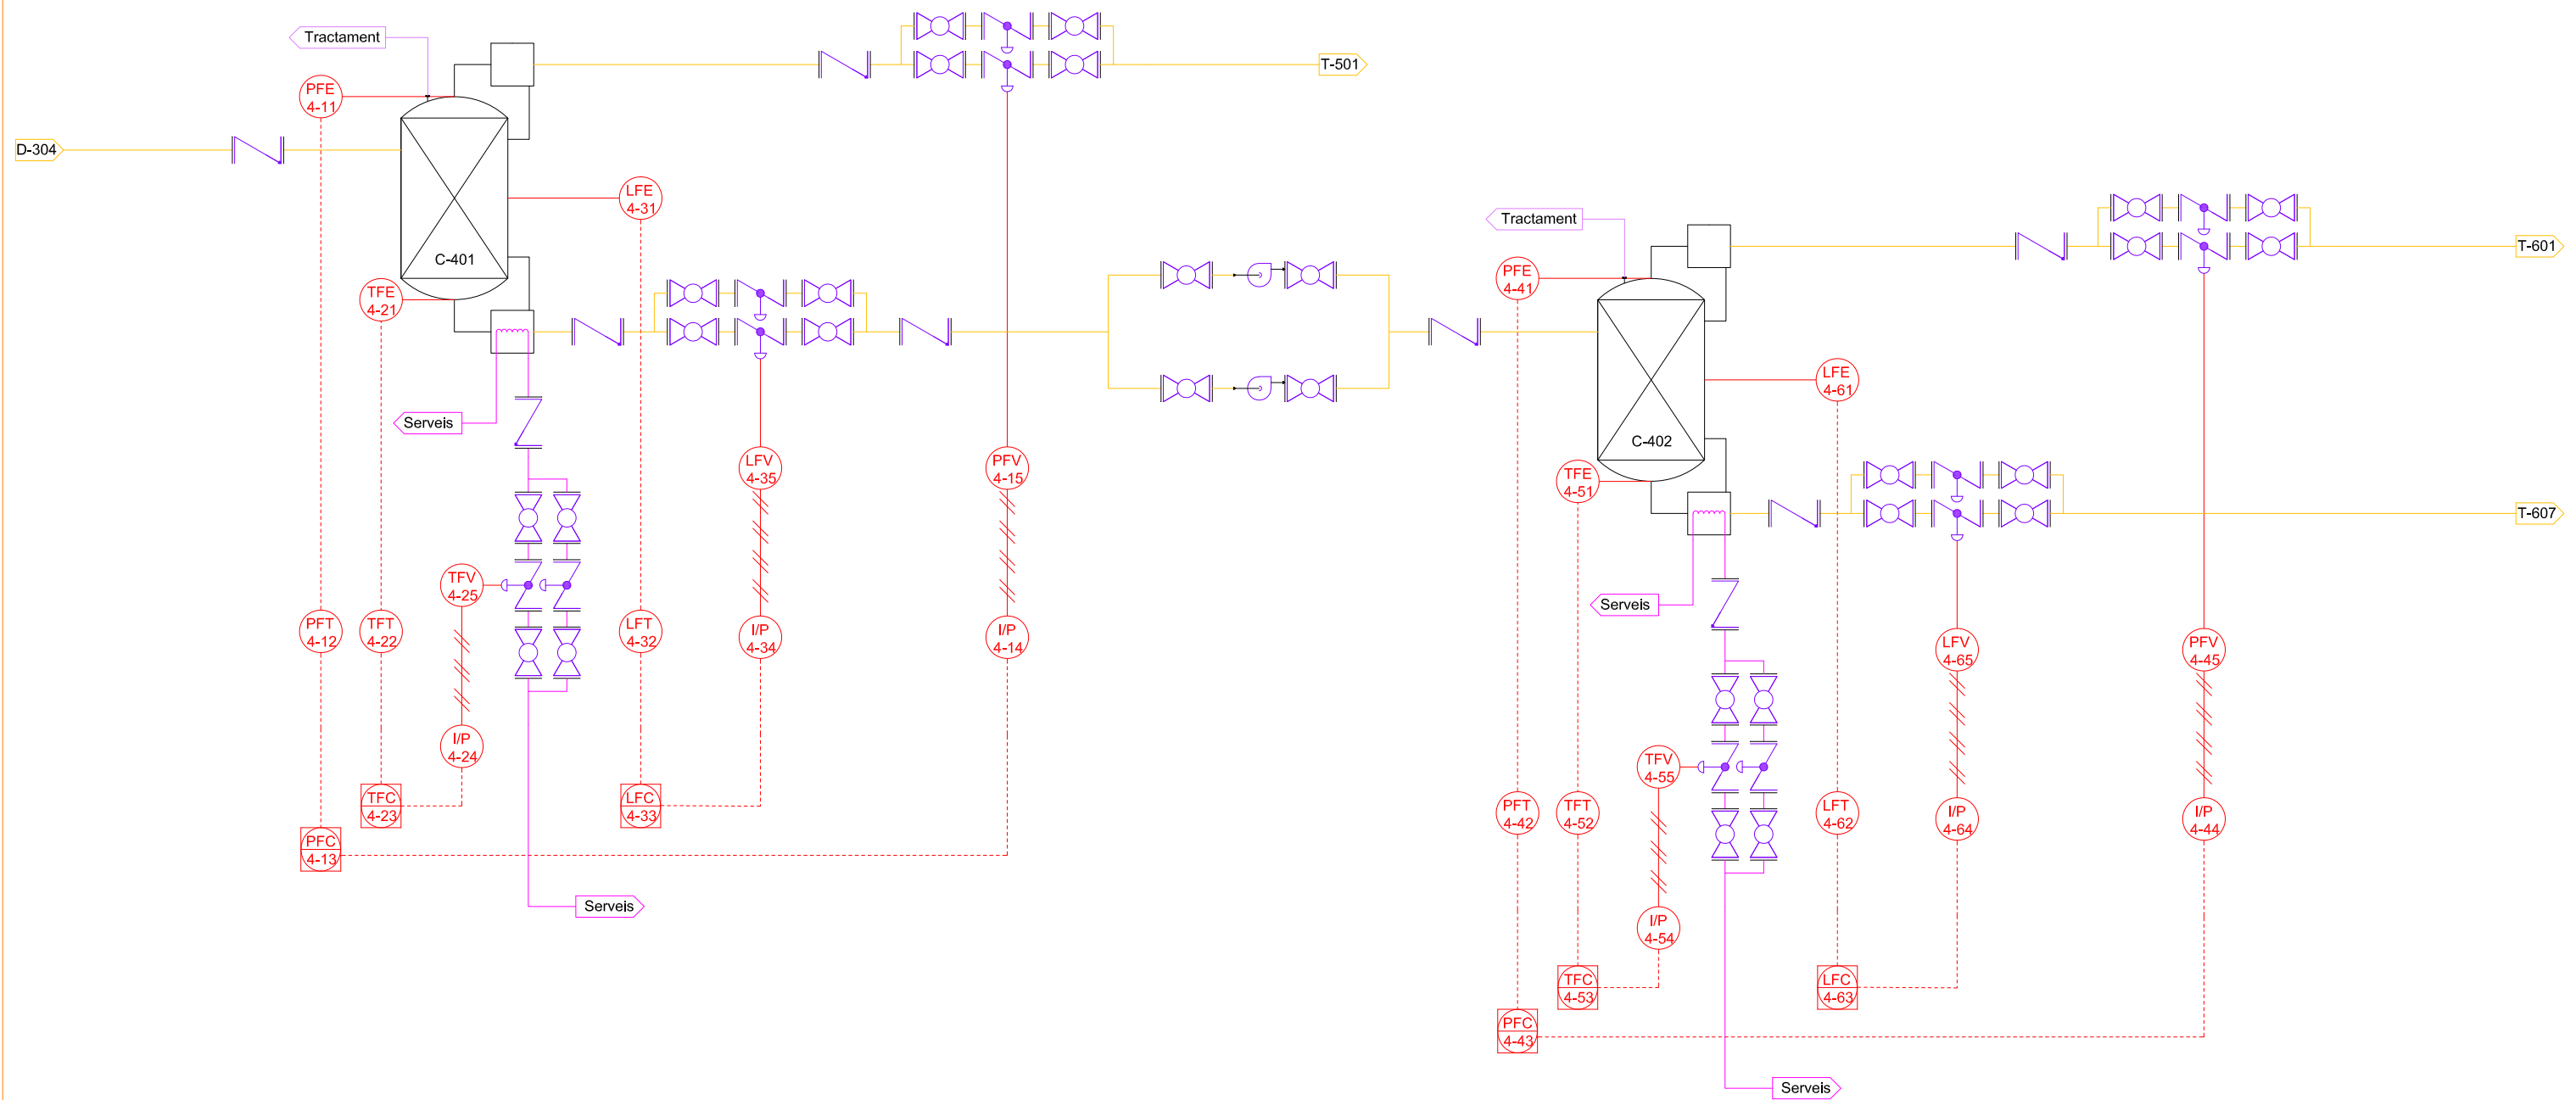 Tractament
T-501
PFE
4-11
D-304
LFE
4-31
C-401
TFE
4-21
Serveis
LFV
4-35
PFV
4-15
TFV
4-25
PFT
4-12
TFT
4-22
LFT
4-32
I/P
4-34
I/P
4-14
I/P
4-24
TFC
4-23
LFC
4-33
PFC
4-13
Serveis
Tractament
T-601
PFE
4-41
LFE
4-61
C-402
TFE
4-51
T-607
Serveis
LFV
4-65
PFV
4-45
TFV
4-55
PFT
4-42
TFT
4-52
LFT
4-62
I/P
4-64
I/P
4-44
I/P
4-54
TFC
4-53
LFC
4-63
PFC
4-43
Serveis